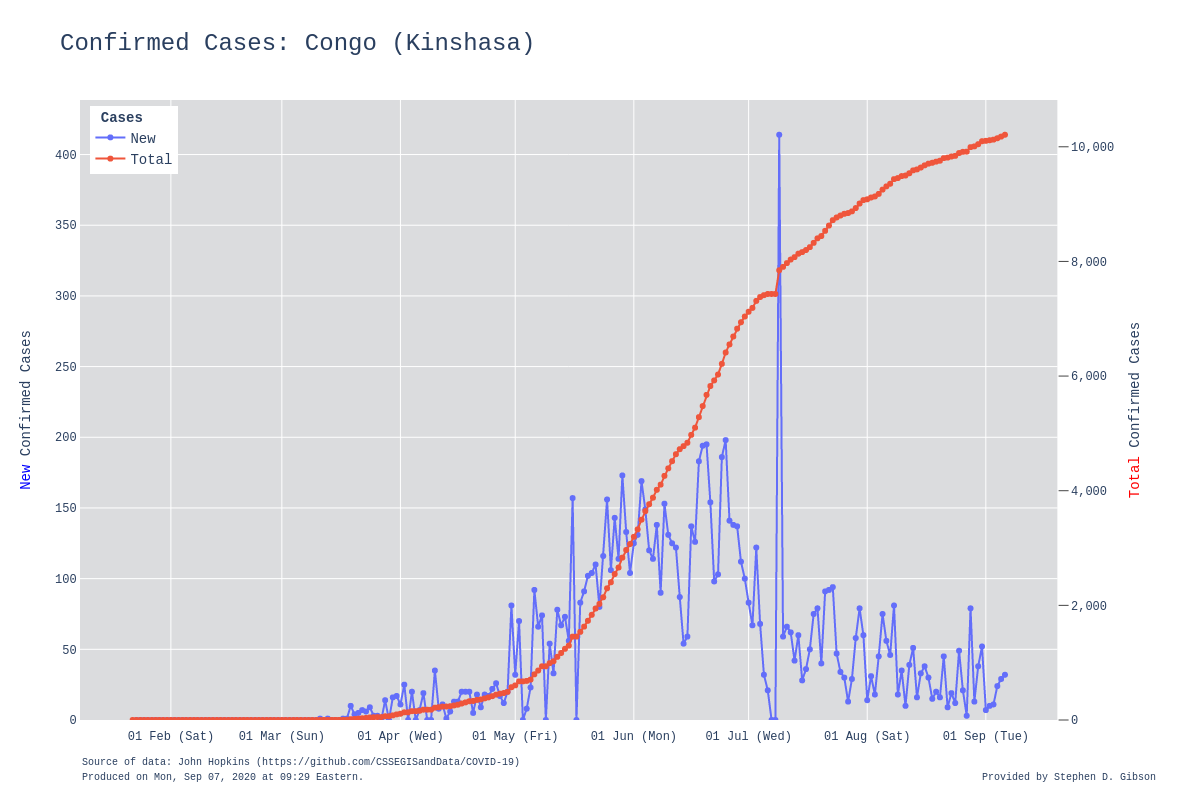 Confirmed Cases: Congo (Kinshasa)
Cases
New
Total
400
350
300
250
200
150
100
50
0
10,000
8,000
6,000
4,000
2,000
0
New Confirmed Cases
Total Confirmed Cases
01 Feb (Sat)
01 Mar (Sun)
01 Apr (Wed)
01 May (Fri)
01 Jun (Mon)
01 Jul (Wed)
01 Aug (Sat)
01 Sep (Tue)
Source of data: John Hopkins (https://github.com/CSSEGISandData/COVID-19)
Produced on Mon, Sep 07, 2020 at 09:29 Eastern.
Provided by Stephen D. Gibson